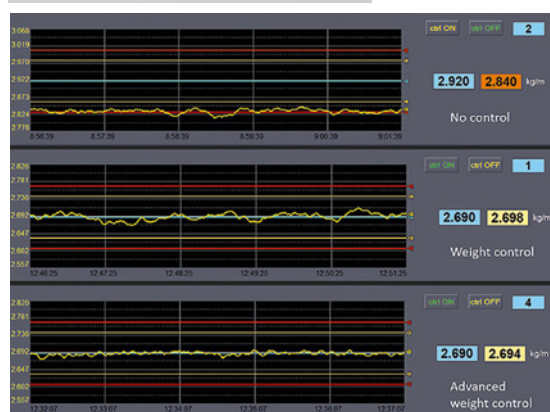 3.068
3.019
2.970
2.922
2.873
2.824
2.776
8:56:39 8:57:39 8:58:39 8:59:39 9:00:39 9:01:39
ctrl ON ctrl OFF 2
2.920 2.840 kg/m
No control
2.826
2.781
2.736
2.692
2.647
2.602
2.557
12:46:25 12:47:25 12:48:25 12:49:25 12:50:25 12:51:25
ctrl ON ctrl OFF 1
2.690 2.698 kg/m
Weight control
2.826
2.781
2.736
2.692
2.647
2.602
2.557
12:32:07 12:33:07 12:34:07 12:35:07 12:36:07 12:37:07
ctrl ON ctrl OFF 4
2.690 2.694 kg/m
Advanced
weight control